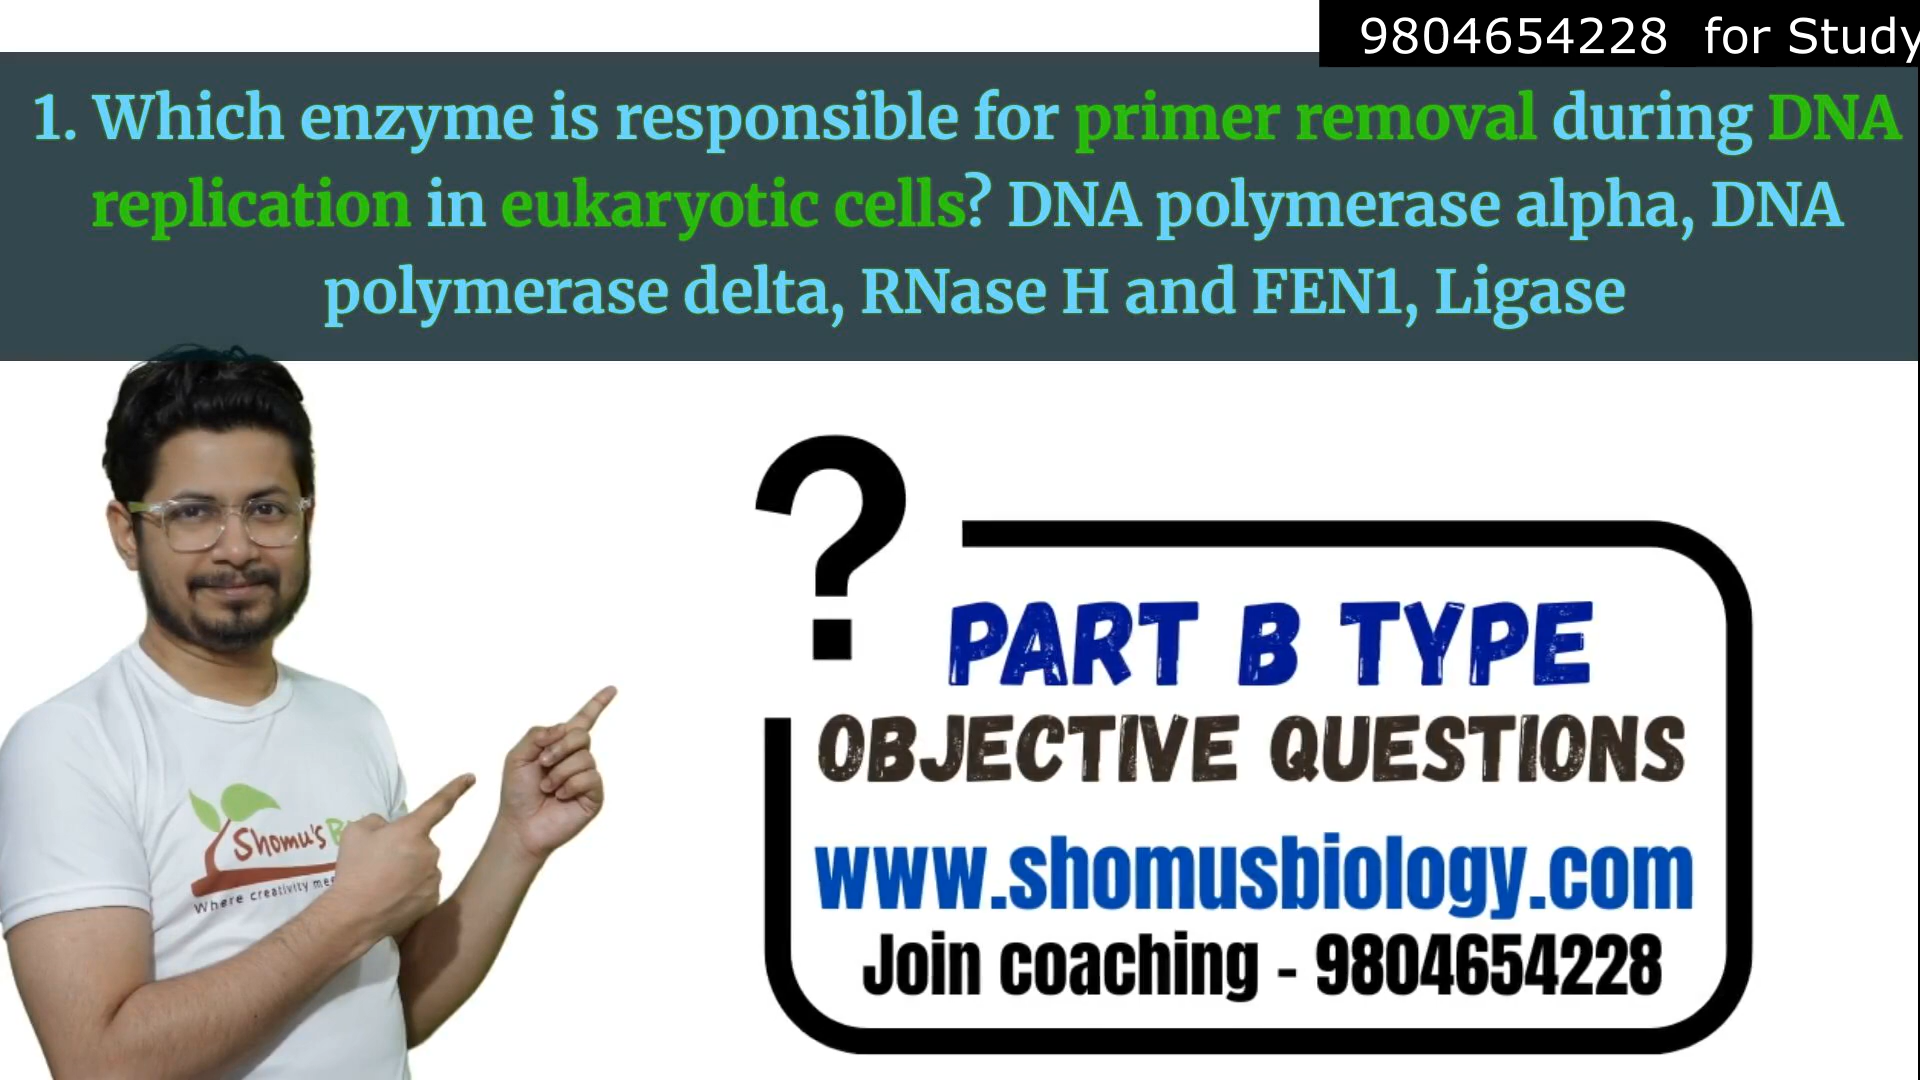 9804654228 for Study
1. Which enzyme is responsible for primer removal during DNA
replication in eukaryotic cells? DNA polymerase alpha, DNA
polymerase delta, RNase H and FEN1, Ligase
?
PART B TYPE
OBJECTIVE QUESTIONS
www.shomusbiology.com
Join coaching - 9804654228
Shomu's B
Where creativity mee